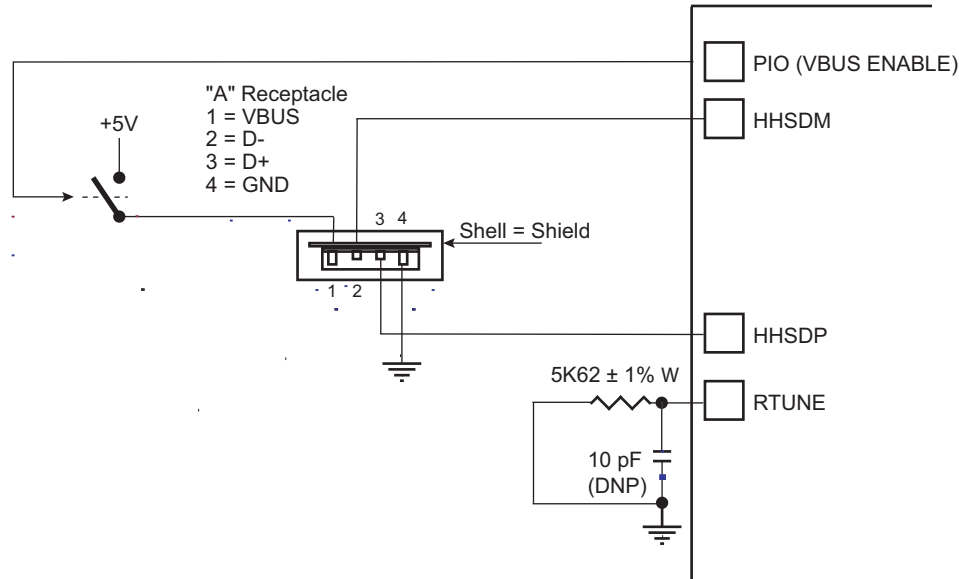 PIO (VBUS ENABLE)
"A" Receptacle
1 = VBUS
2 = D-
3 = D+
4 = GND
+5V
HHSDM
3 4
Shell = Shield
1 2
HHSDP
5K62 ± 1% W
RTUNE
10 pF
(DNP)